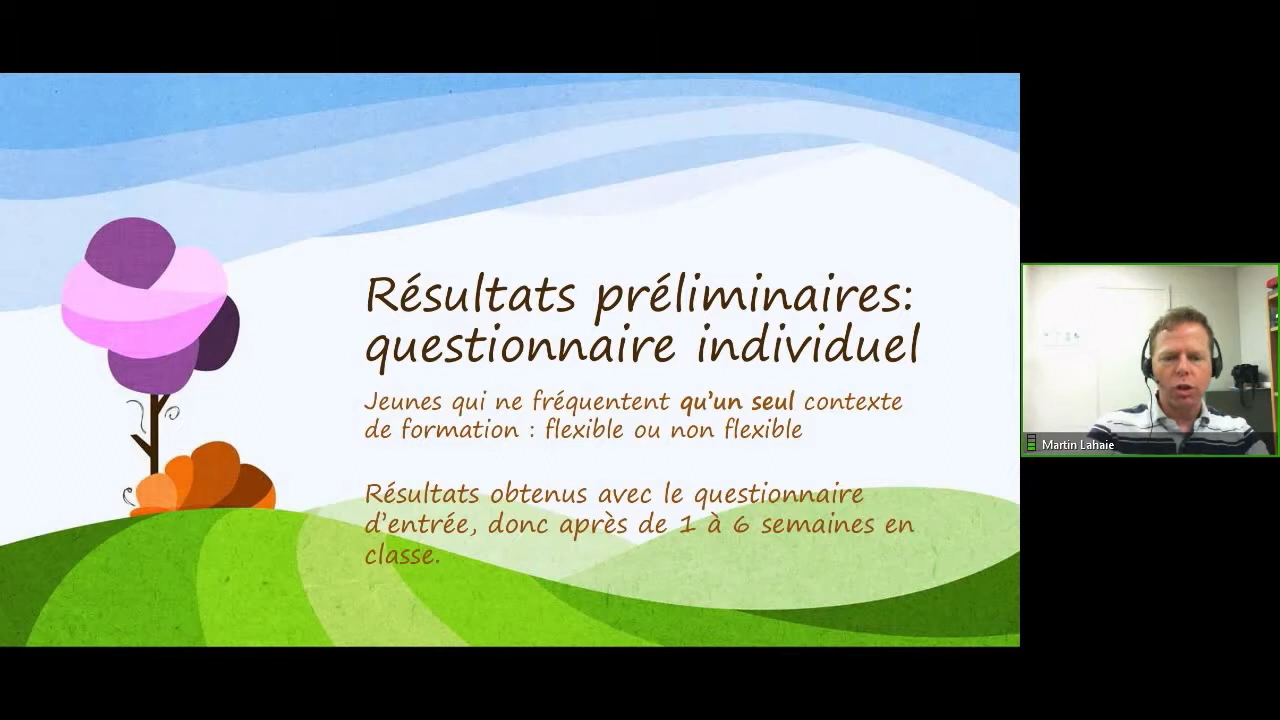 Résultats préliminaires:
questionnaire individuel
Jeunes qui ne fréquentent qu’un seul contexte
de formation : flexible ou non flexible
Résultats obtenus avec le questionnaire
d’entrée, donc après de 1 à 6 semaines en
classe.
Martin Lahaie